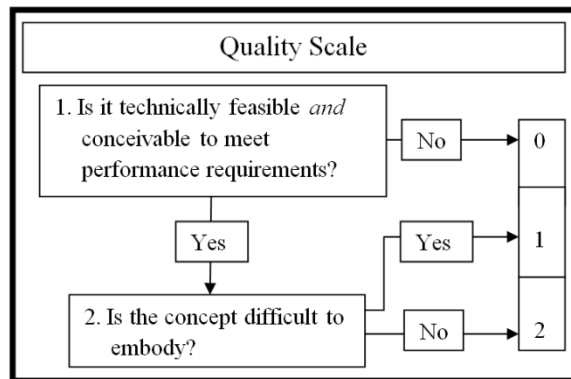 Quality Scale
1. Is it technically feasible and
conceivable to meet
performance requirements?
No
0
Yes
Yes
1
2. Is the concept difficult to
embody?
No
2